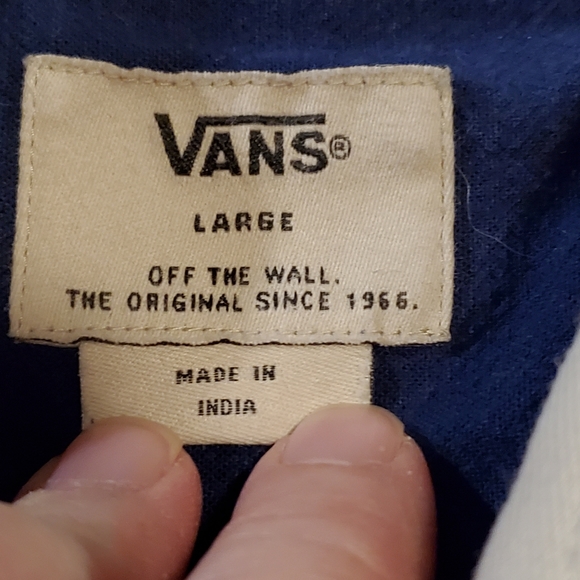 VANS®
LARGE
OFF THE WALL.
THE ORIGINAL SINCE 1966.
MADE IN
INDIA